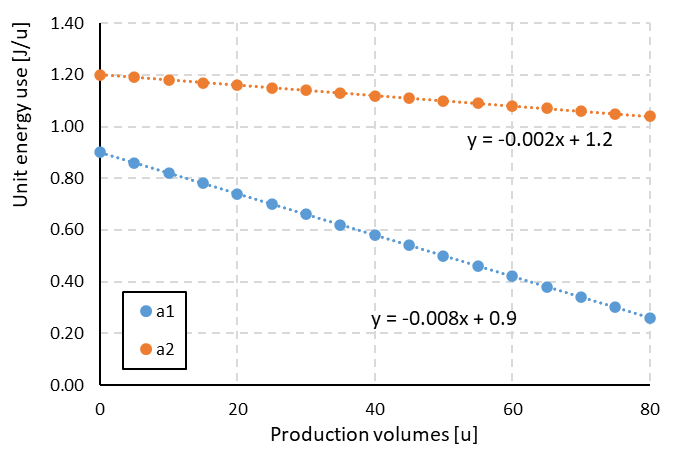 1.40
1.20
1.00
0.80
0.60
0.40
0.20
0.00
Unit energy use [J/u]
y = -0.002x + 1.2
y = -0.008x + 0.9
a1
a2
0 20 40 60 80
Production volumes [u]